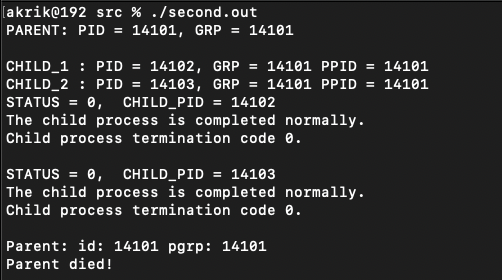 [akrik@192 src % ./second.out
PARENT: PID = 14101, GRP = 14101
CHILD_1 : PID = 14102, GRP = 14101 PPID = 14101
CHILD_2 : PID = 14103, GRP = 14101 PPID = 14101
STATUS = 0,  CHILD_PID = 14102
The child process is completed normally.
Child process termination code 0.
STATUS = 0,  CHILD_PID = 14103
The child process is completed normally.
Child process termination code 0.
Parent: id: 14101 pgrp: 14101
Parent died!